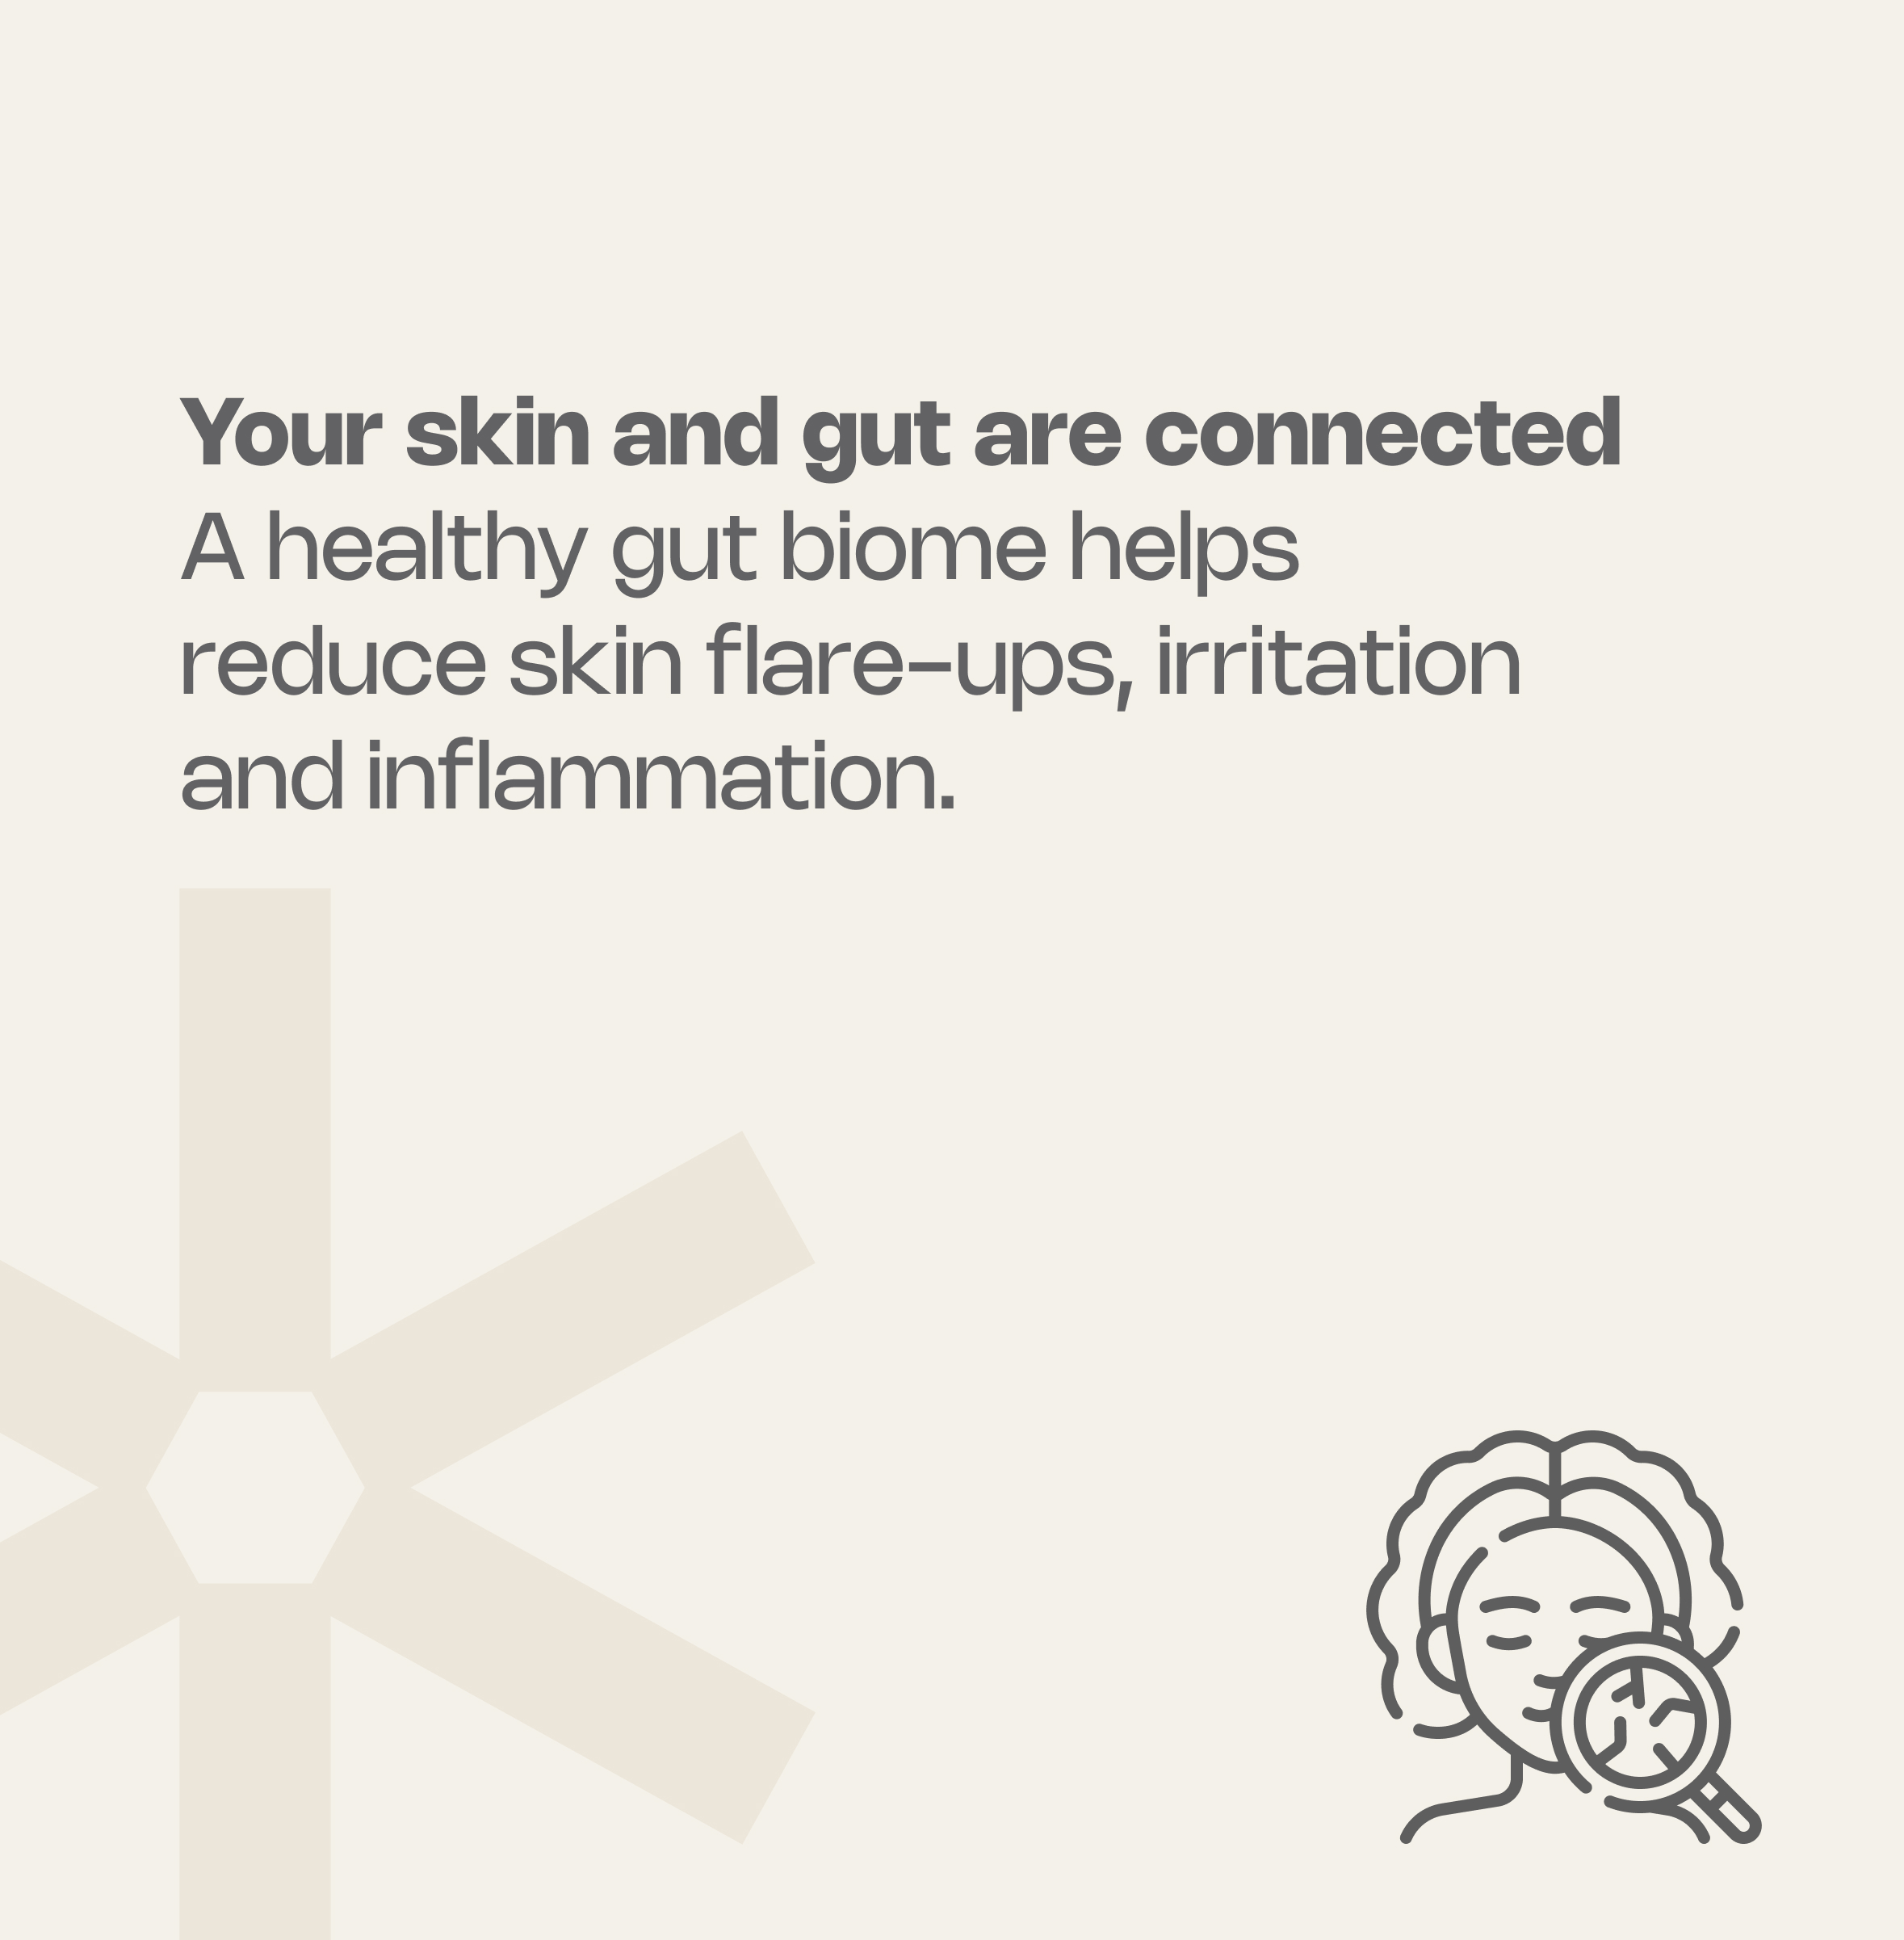 Your skin and gut are connected
A healthy gut biome helps
reduce skin flare-ups, irritation
and inflammation.